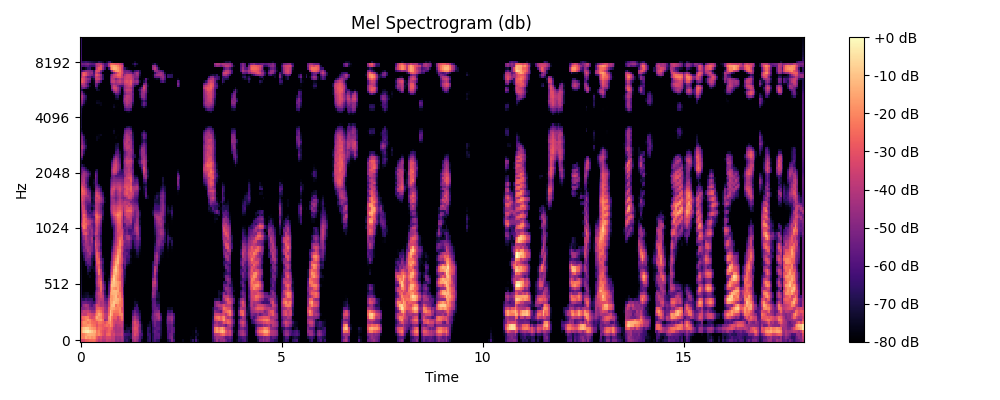 Mel Spectrogram (db)
Hz
8192
4096
2048
1024
512
0
0 5 10 15
Time
+0 dB
-10 dB
-20 dB
-30 dB
-40 dB
-50 dB
-60 dB
-70 dB
-80 dB